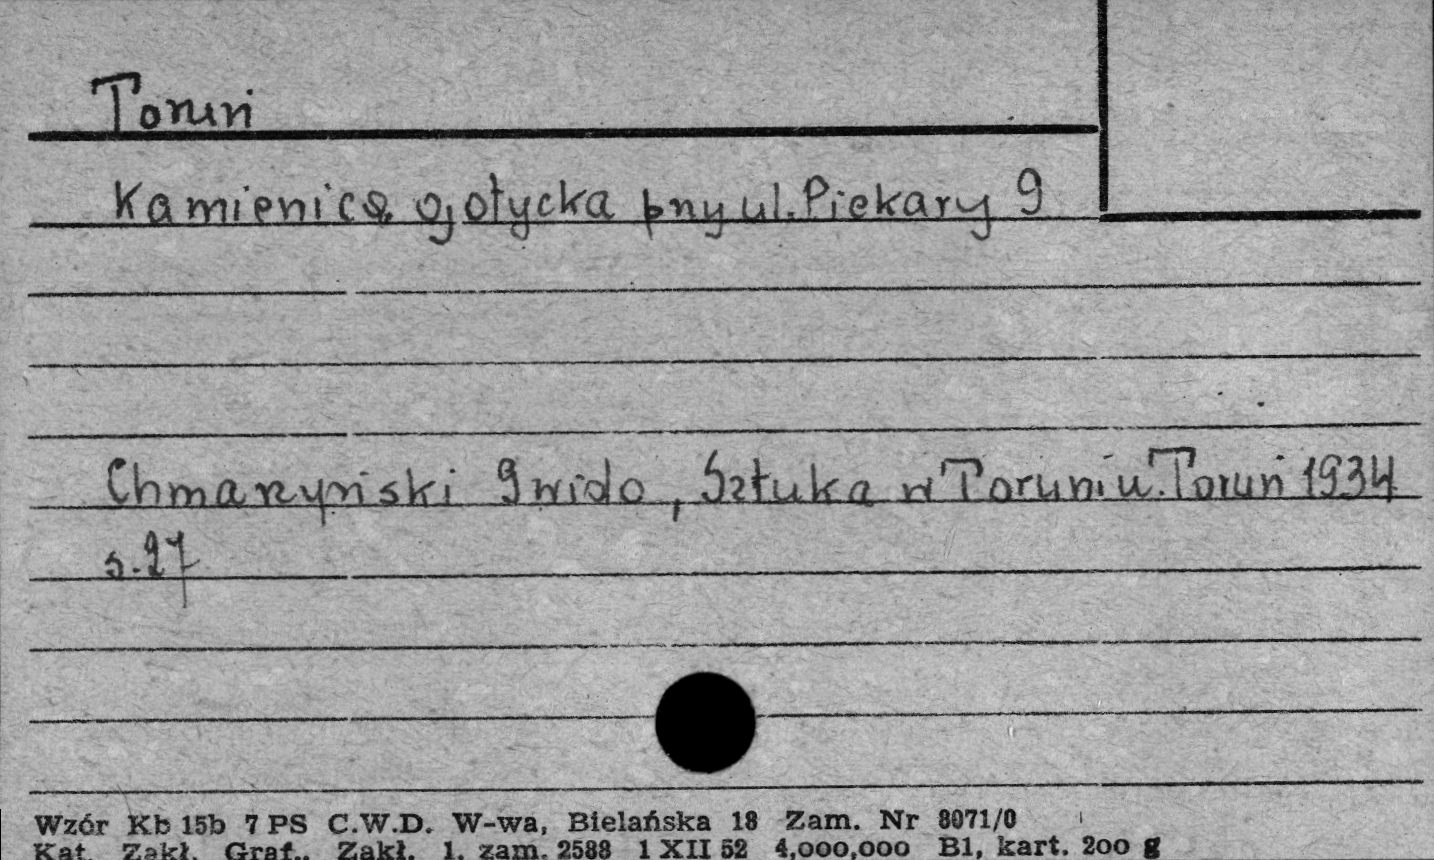 Toruń
Kamienica gotycka przy ul. Piekary 9
Chmarzyński Gwido, Sztuka w Toruniu. Toruń 1934
s. 27
Wzór Kb 15b 7 PS C.W.D. W-wa, Bielańska 18 Zam. Nr 8071/0
Kat. Zakł. Graf., Zakł. 1. zam. 2588 1 XII 52 4,000,000 B1, kart. 200 g